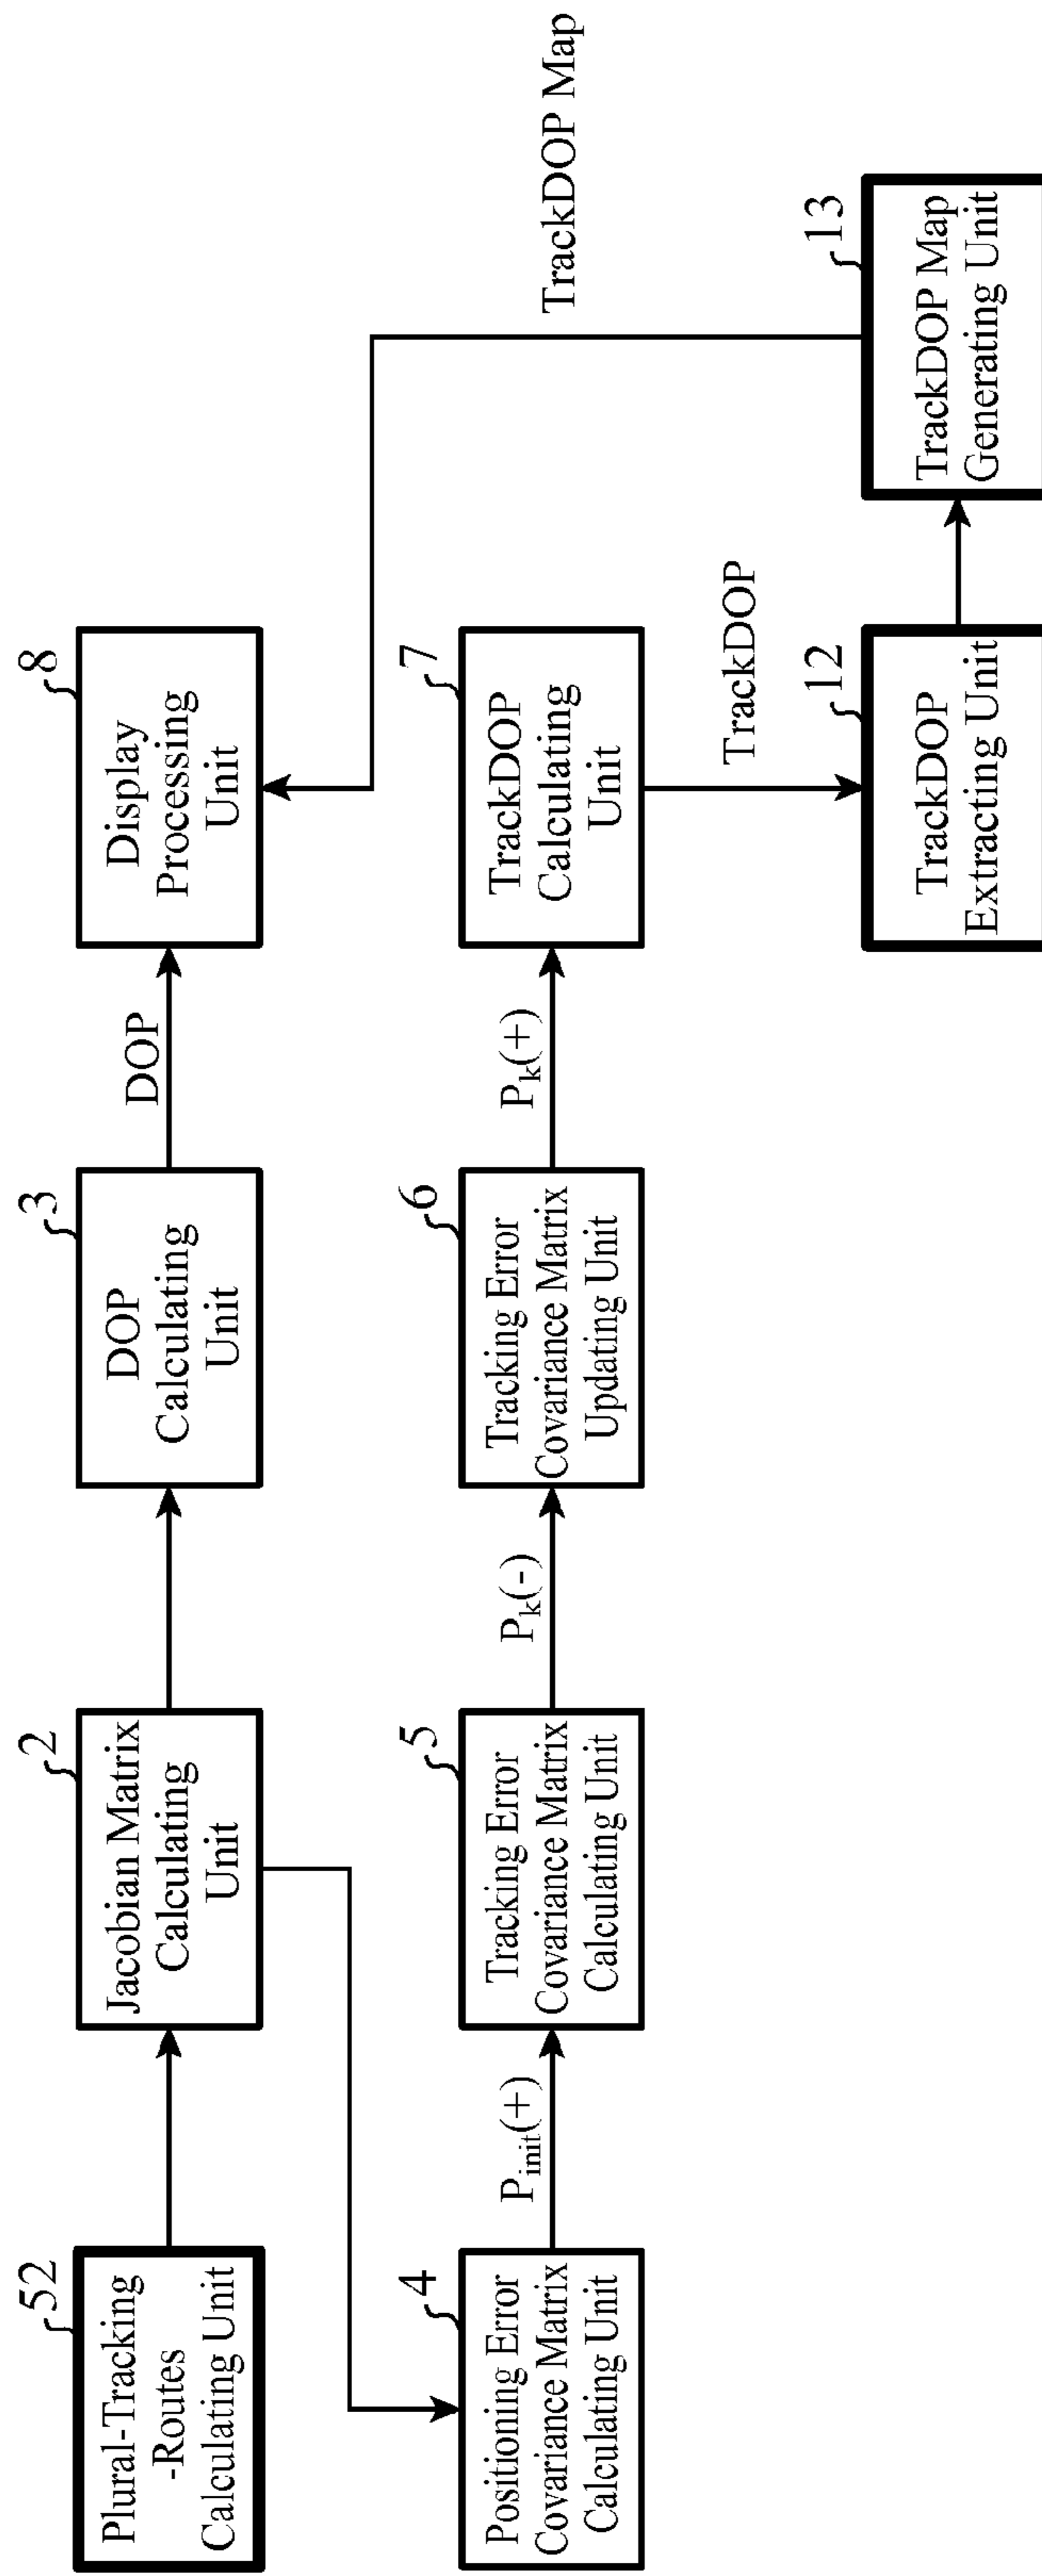 52
Plural-Tracking
-Routes
Calculating Unit
2
Jacobian Matrix
Calculating
Unit
3
DOP
Calculating
Unit
DOP
8
Display
Processing
Unit
4
Positioning Error
Covariance Matrix
Calculating Unit
Pinit(+)
5
Tracking Error
Covariance Matrix
Calculating Unit
Pk(-)
6
Tracking Error
Covariance Matrix
Updating Unit
Pk(+)
7
TrackDOP
Calculating
Unit
TrackDOP Map
TrackDOP
12
TrackDOP
Extracting Unit
13
TrackDOP Map
Generating Unit